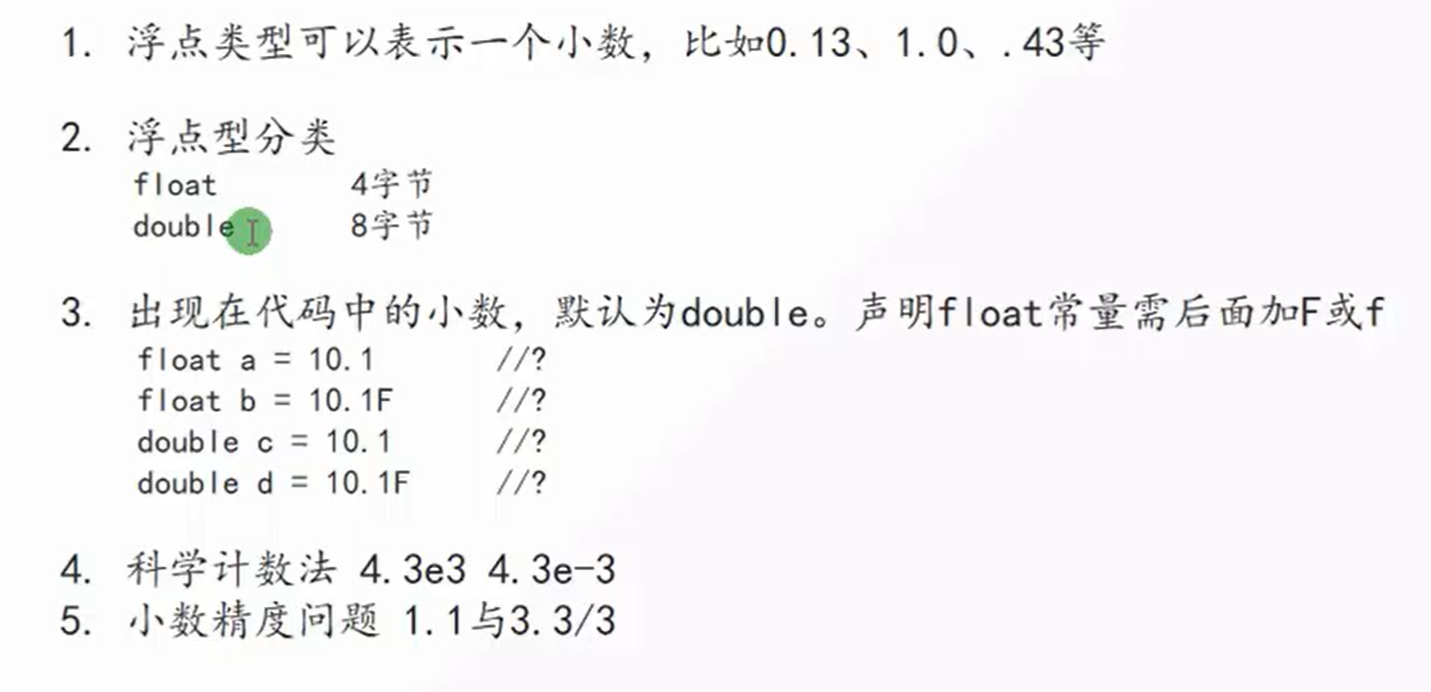 1. 浮点类型可以表示一个小数，比如0.13、1.0、.43等
2. 浮点型分类
float 4字节
double 8字节
3. 出现在代码中的小数，默认为double。声明float常量需后面加F或f
float a = 10.1 //?
float b = 10.1F //?
double c = 10.1 //?
double d = 10.1F //?
4. 科学计数法 4.3e3 4.3e-3
5. 小数精度问题 1.1与3.3/3